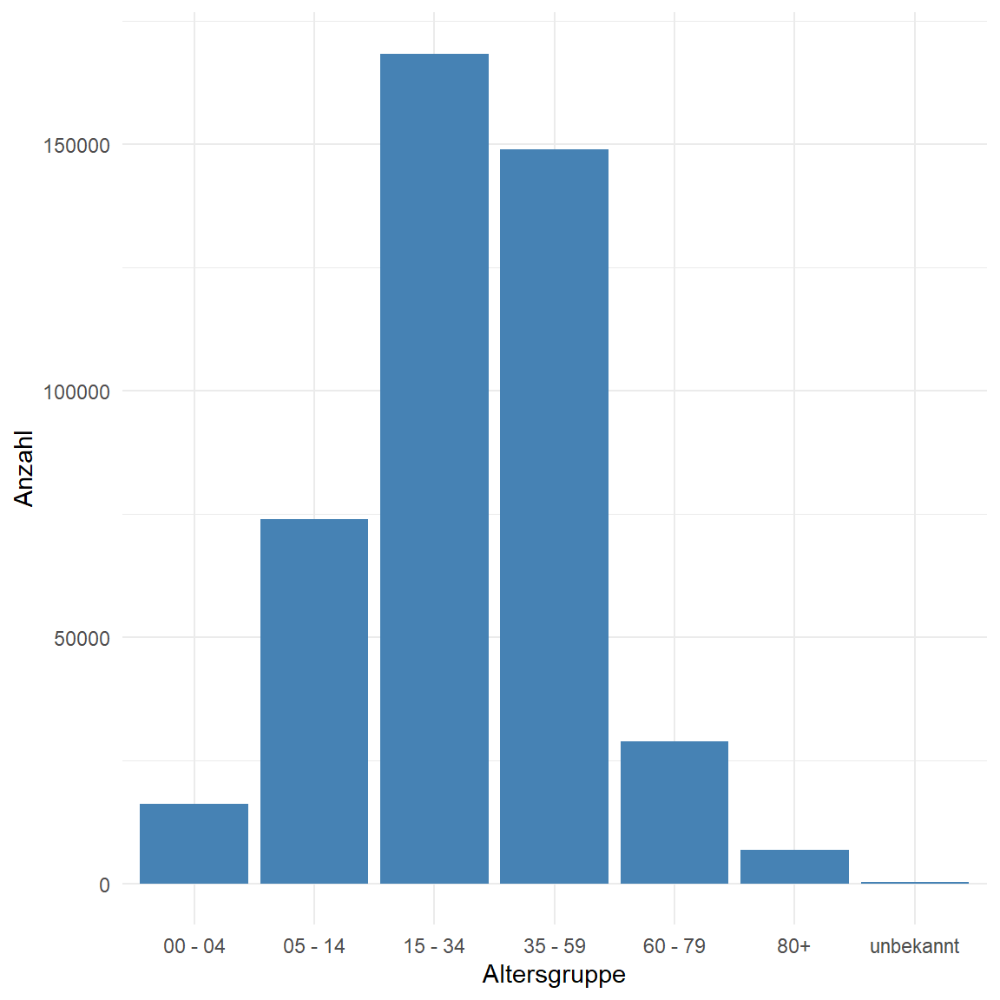 Anzahl
150000
100000
50000
0
00 - 04 05 - 14 15 - 34 35 - 59 60 - 79 80+ unbekannt
Altersgruppe